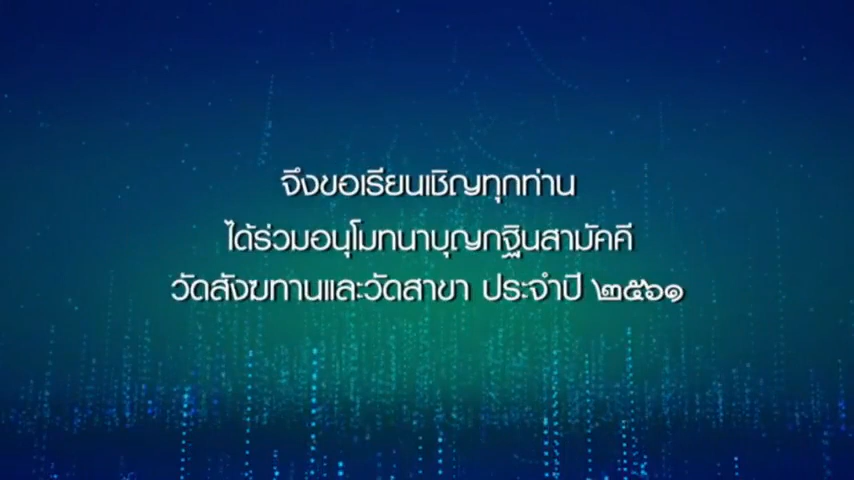 จึงขอเรียนเชิญทุกท่าน
ได้ร่วมอนุโมทนาบุญกฐินสามัคคี
วัดสังฆทานและวัดสาขา ประจำปี ๒๕๖๑